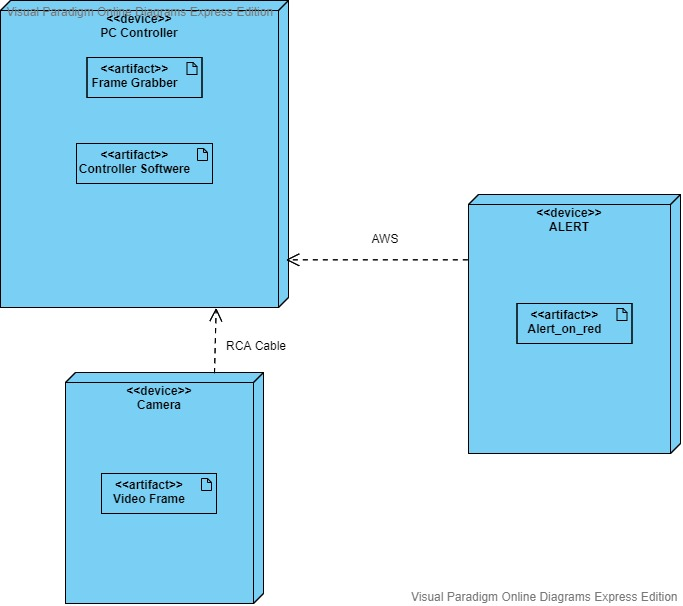 Visual Paradigm Online Diagrams Express Edition
<<device>>
PC Controller
<<artifact>>
Frame Grabber
<<artifact>>
Controller Softwere
AWS
<<device>>
ALERT
<<artifact>>
Alert_on_red
RCA Cable
<<device>>
Camera
<<artifact>>
Video Frame
Visual Paradigm Online Diagrams Express Edition